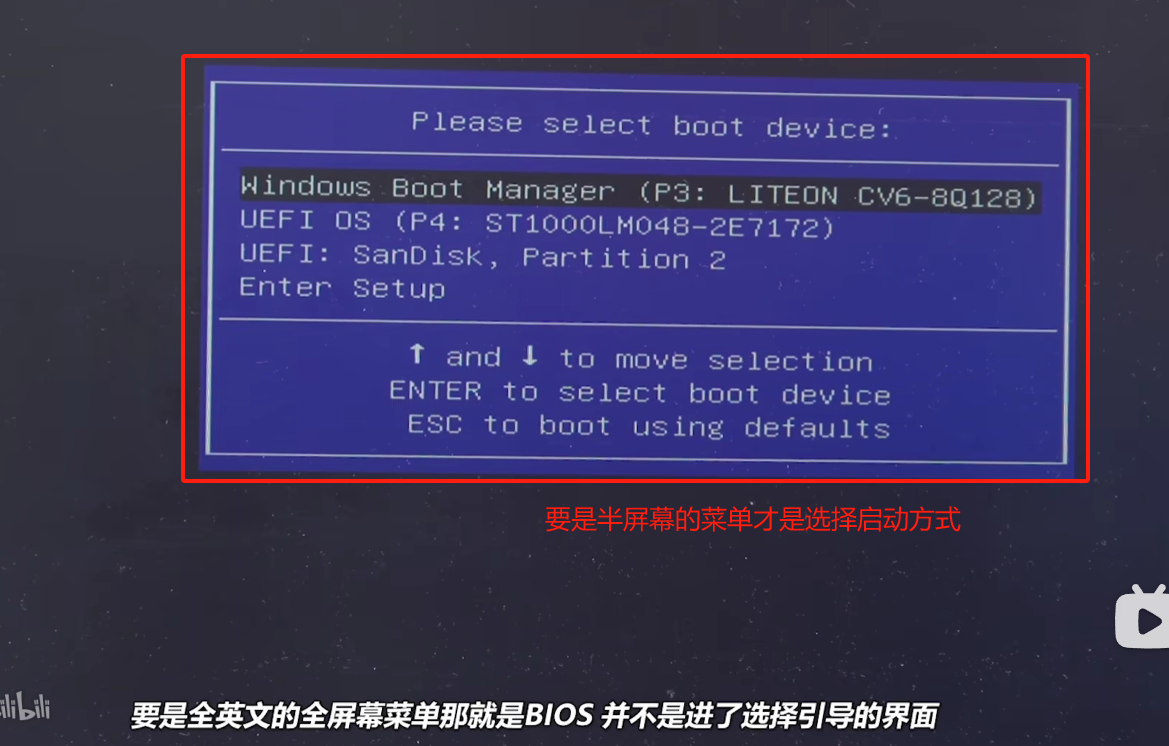 Please select boot device:
Windows Boot Manager (P3: LITEON CV6-8Q128)
UEFI OS (P4: ST1000LM048-2E7172)
UEFI: SanDisk, Partition 2
Enter Setup
↑ and ↓ to move selection
ENTER to select boot device
ESC to boot using defaults
要是半屏幕的菜单才是选择启动方式
bilibili
要是全英文的全屏幕菜单那就是BIOS 并不是进了选择引导的界面